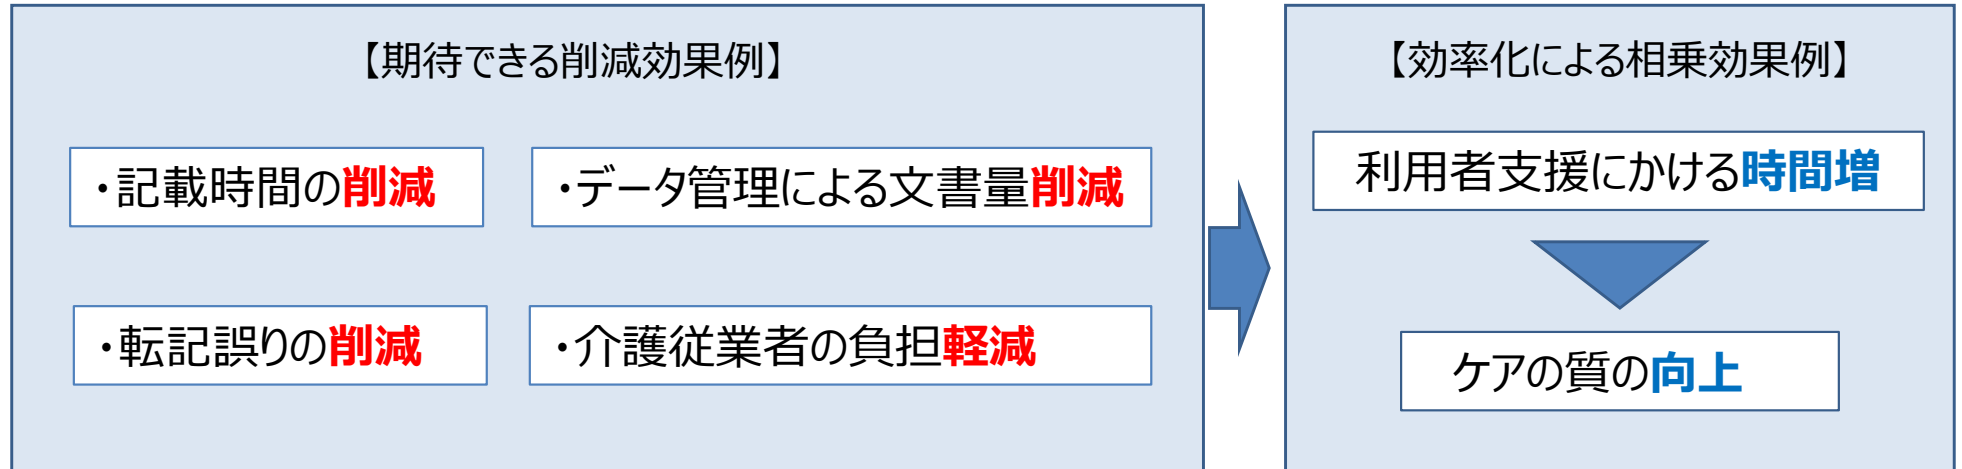 【期待できる削減効果例】
・記載時間の削減
・データ管理による文書量削減
・転記誤りの削減
・介護従業者の負担軽減
【効率化による相乗効果例】
利用者支援にかける時間増
ケアの質の向上